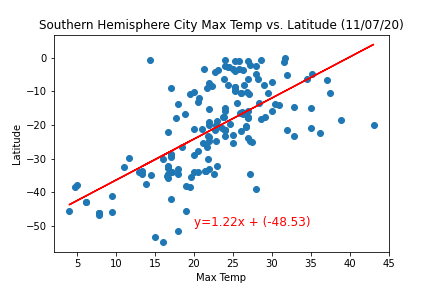 Southern Hemisphere City Max Temp vs. Latitude (11/07/20)
0
−10
−20
−30
−40
−50
Latitude
y=1.22x + (-48.53)
5 10 15 20 25 30 35 40 45
Max Temp